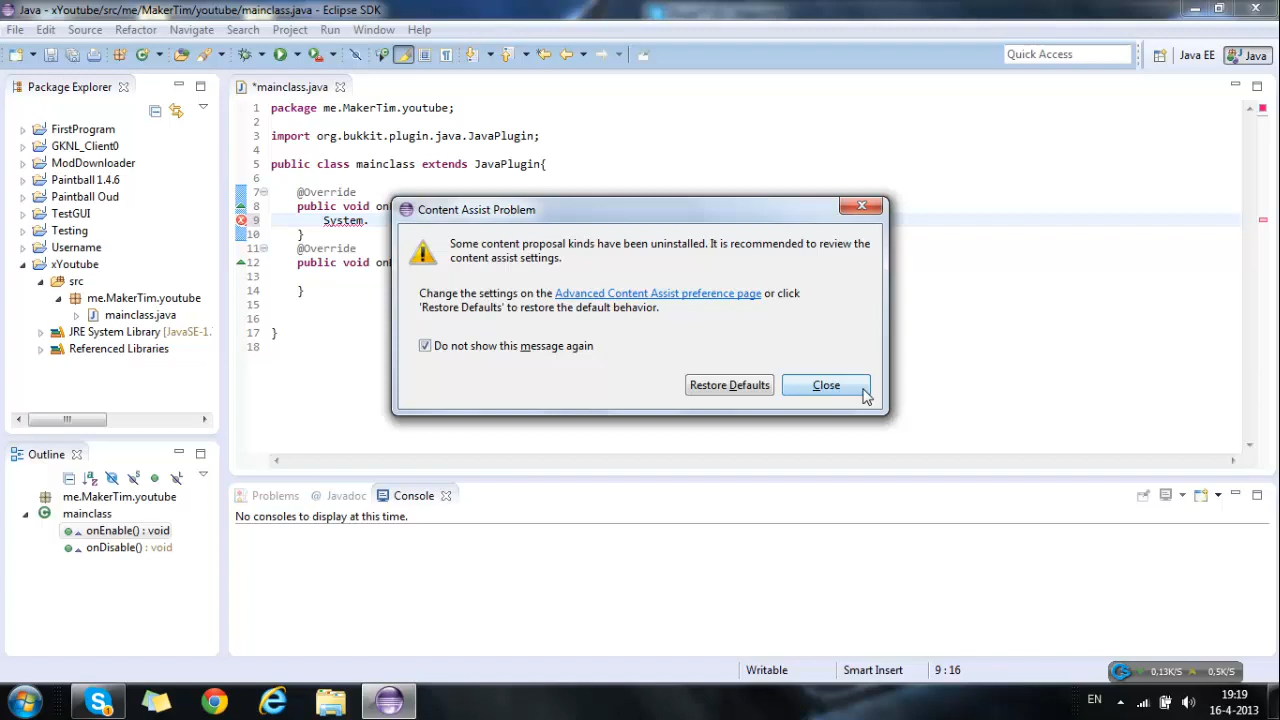 Java - xYoutube/src/me/MakerTim/youtube/mainclass.java - Eclipse SDK
File Edit Source Refactor Navigate Search Project Run Window Help
Quick Access
Java EE
Java
Package Explorer
FirstProgram
GKNL_Client0
ModDownloader
Paintball 1.4.6
Paintball Oud
TestGUI
Testing
Username
xYoutube
src
me.MakerTim.youtube
mainclass.java
JRE System Library [JavaSE-1.
Referenced Libraries
*mainclass.java
1 package me.MakerTim.youtube;
2
3 import org.bukkit.plugin.java.JavaPlugin;
4
5 public class mainclass extends JavaPlugin{
6
7 @Override
8 public void on
9 System.
10 }
11 @Override
12 public void on
13
14 }
15
16
17 }
18
Content Assist Problem
Some content proposal kinds have been uninstalled. It is recommended to review the
content assist settings.
Change the settings on the Advanced Content Assist preference page or click
'Restore Defaults' to restore the default behavior.
Do not show this message again
Restore Defaults
Close
Outline
me.MakerTim.youtube
mainclass
onEnable() : void
onDisable() : void
Problems
@ Javadoc
Console
No consoles to display at this time.
Writable
Smart Insert
9 : 16
0,13K/S
0,5K/S
EN
19:19
16-4-2013